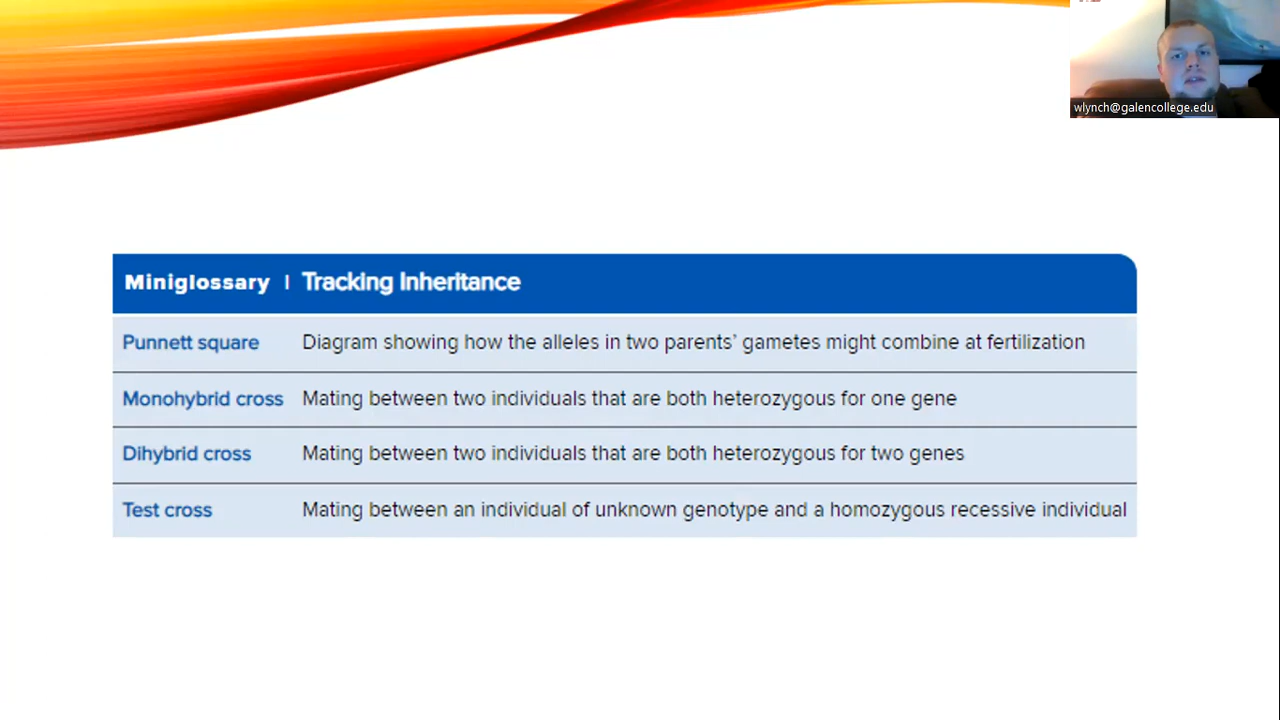 wlynch@galencollege.edu
Miniglossary | Tracking Inheritance
Punnett square Diagram showing how the alleles in two parents’ gametes might combine at fertilization
Monohybrid cross Mating between two individuals that are both heterozygous for one gene
Dihybrid cross Mating between two individuals that are both heterozygous for two genes
Test cross Mating between an individual of unknown genotype and a homozygous recessive individual